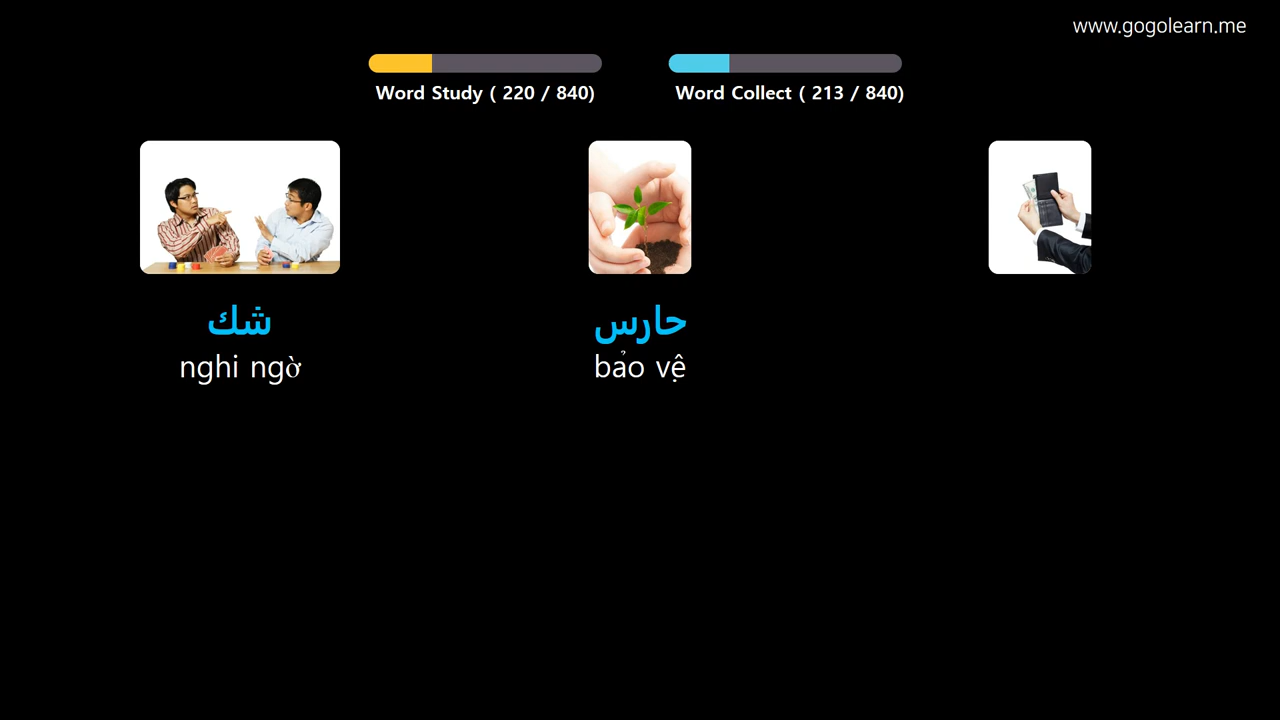 www.gogolearn.me
Word Study ( 220 / 840)
Word Collect ( 213 / 840)
شك
nghi ngờ
حارس
bảo vệ